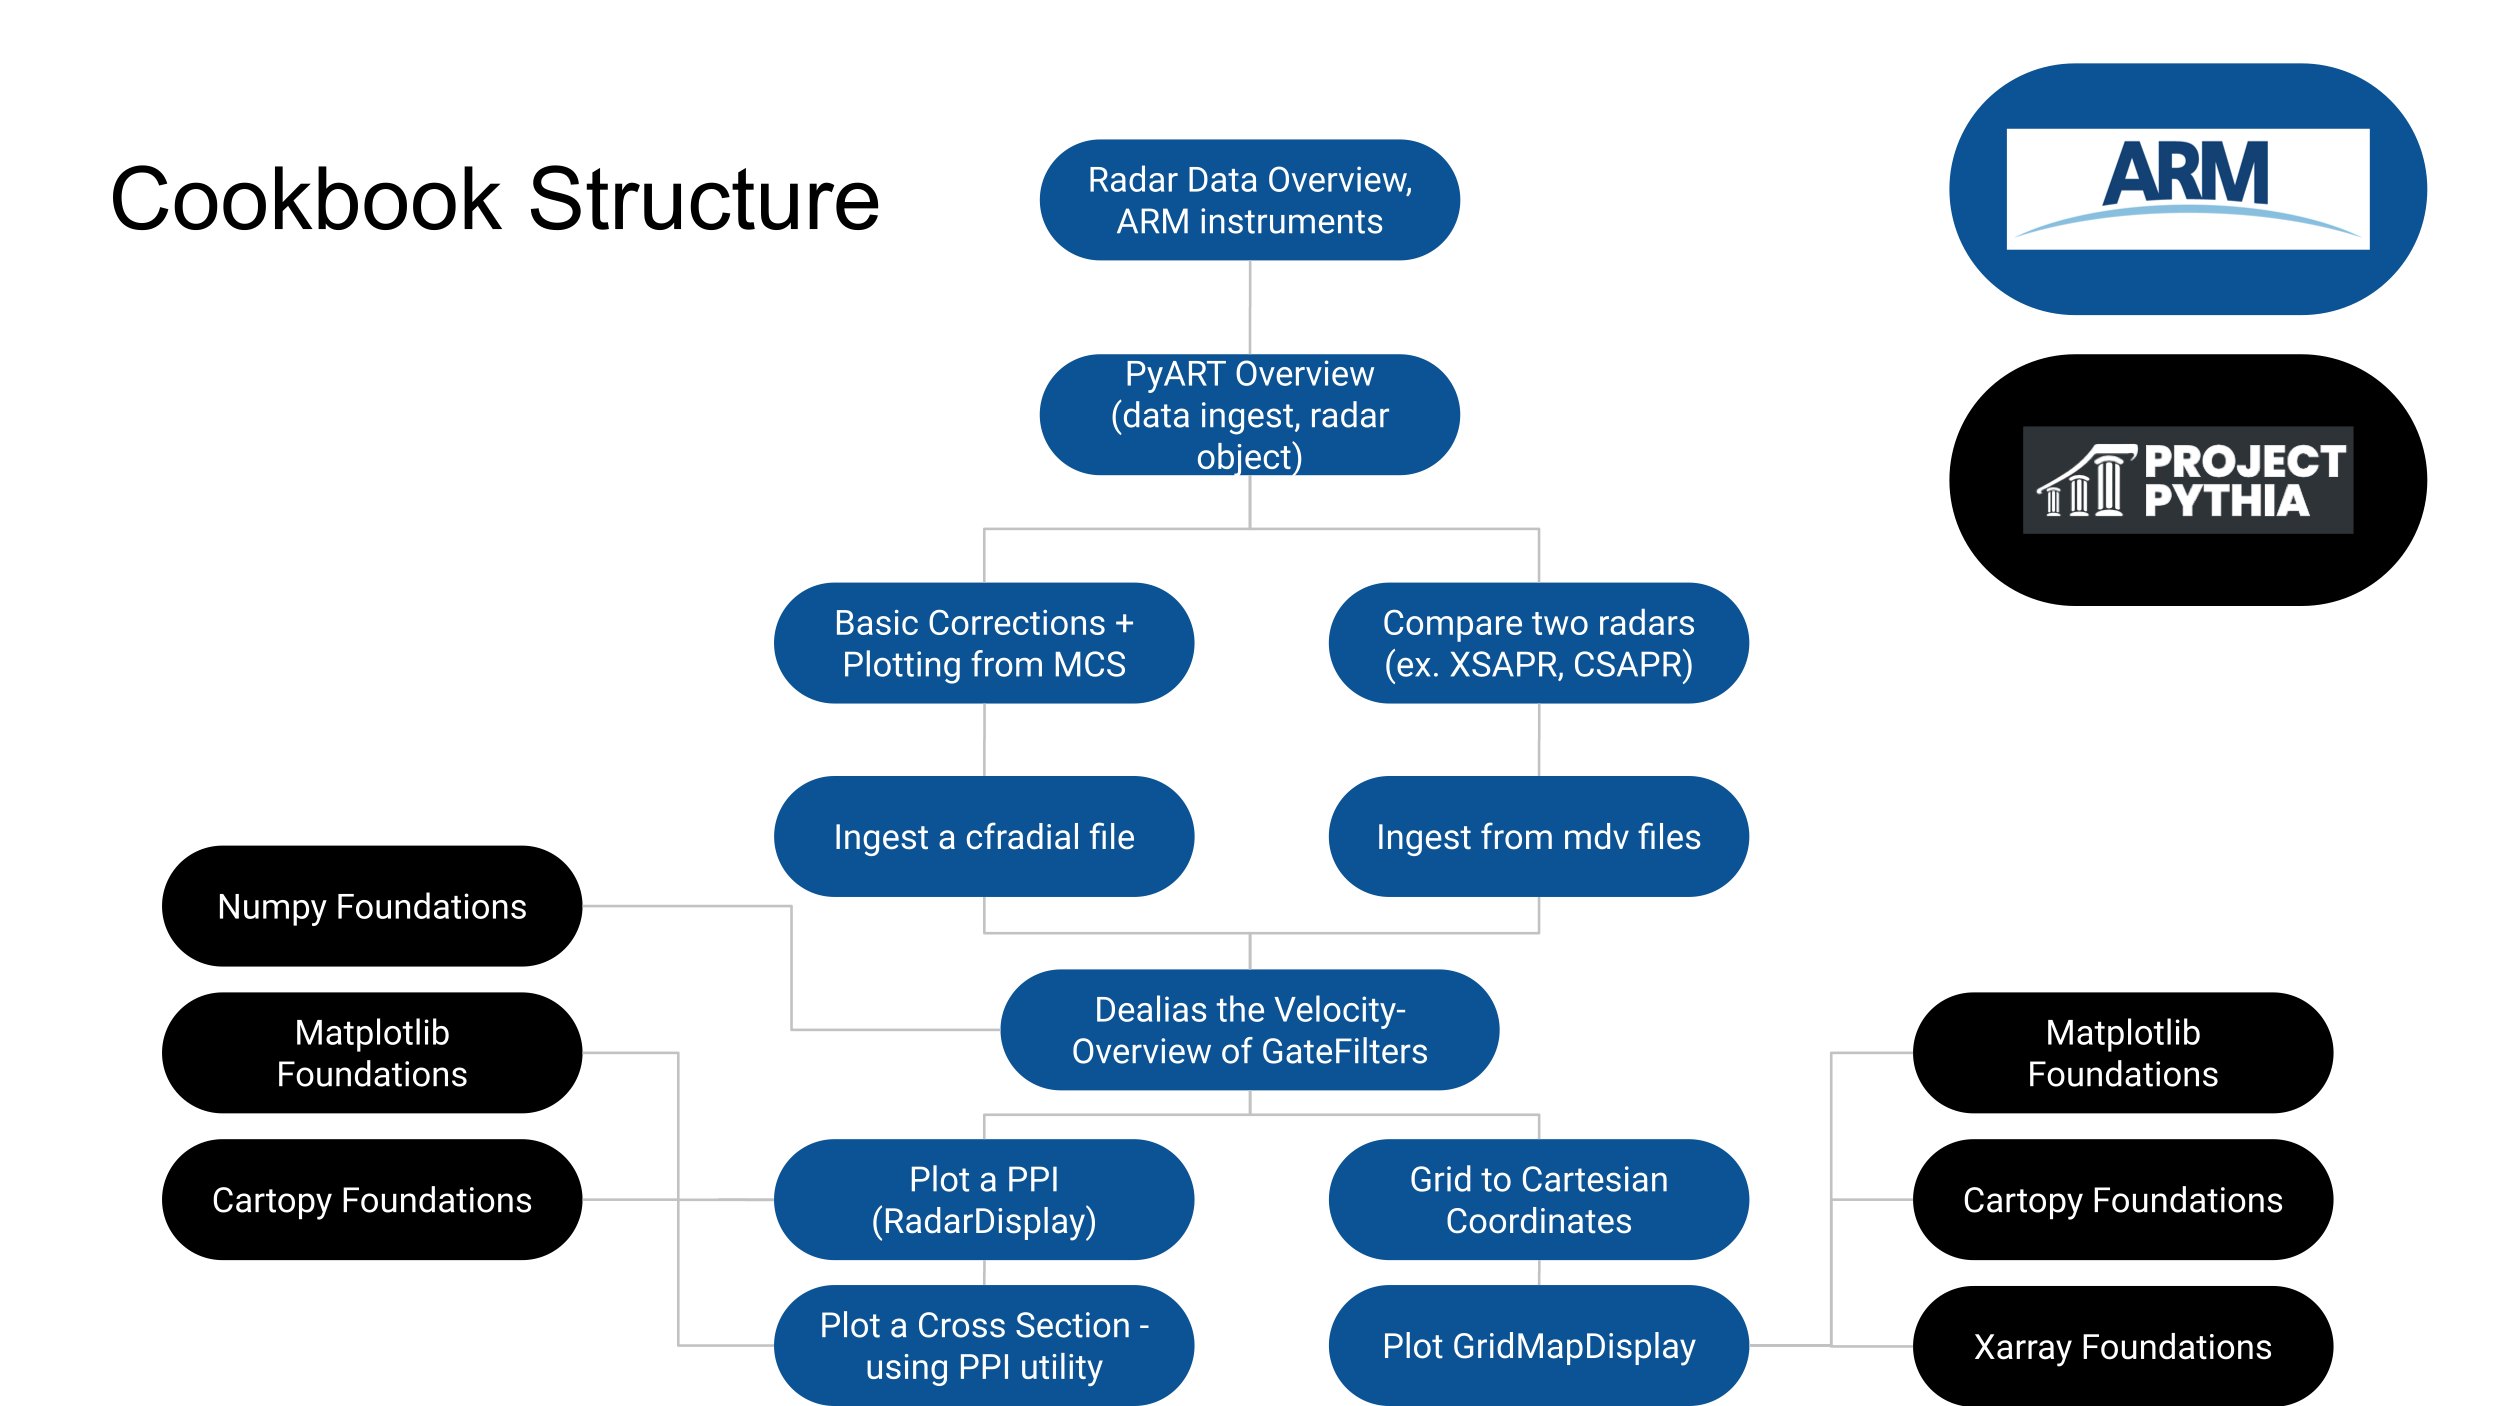 Cookbook Structure
Radar Data Overview,
ARM instruments
ARM
PyART Overview
(data ingest, radar
object)
PROJECT
PYTHIA
Basic Corrections +
Plotting from MCS
Compare two radars
(ex. XSAPR, CSAPR)
Ingest a cfradial file
Ingest from mdv files
Numpy Foundations
Matplotlib
Foundations
Cartopy Foundations
Dealias the Velocity-
Overview of GateFilters
Plot a PPI
(RadarDisplay)
Grid to Cartesian
Coordinates
Plot a Cross Section -
using PPI utility
Plot GridMapDisplay
Matplotlib
Foundations
Cartopy Foundations
Xarray Foundations